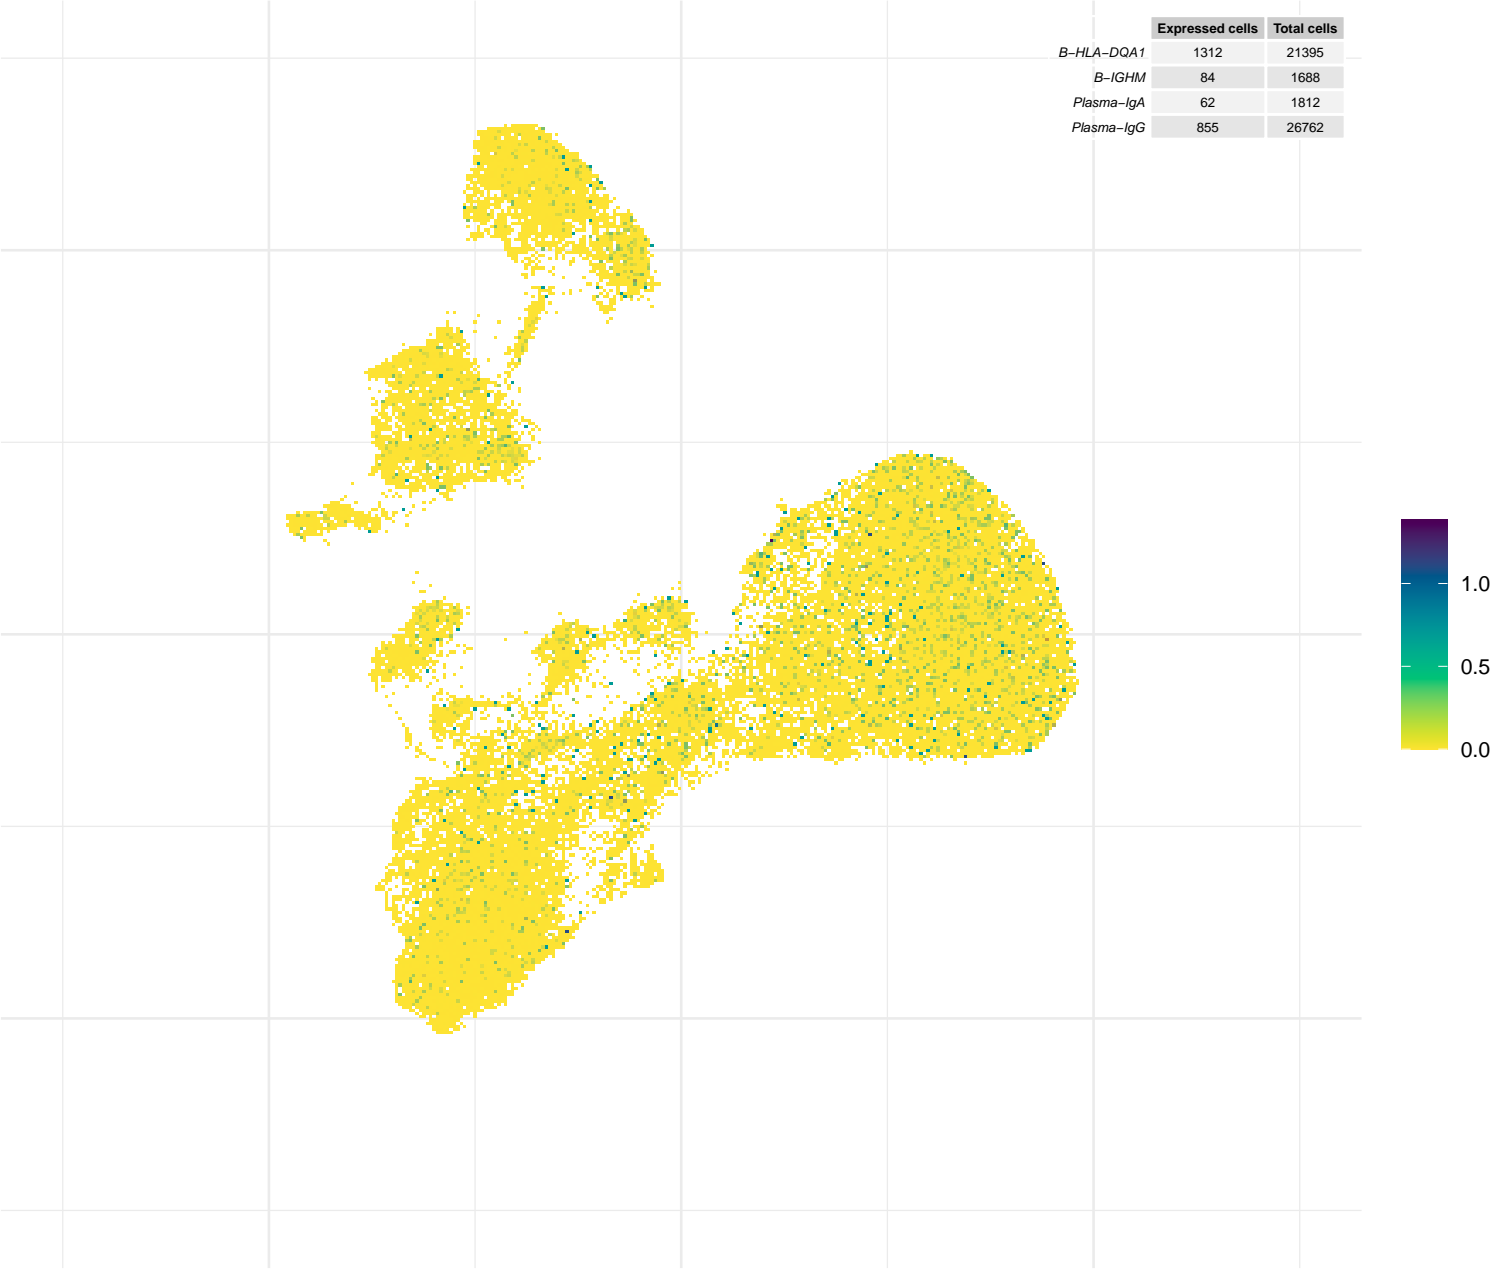 Expressed cells Total cells
B−HLA−DQA1 1312 21395
B−IGHM 84 1688
Plasma−IgA 62 1812
Plasma−IgG 855 26762
1.0
0.5
0.0